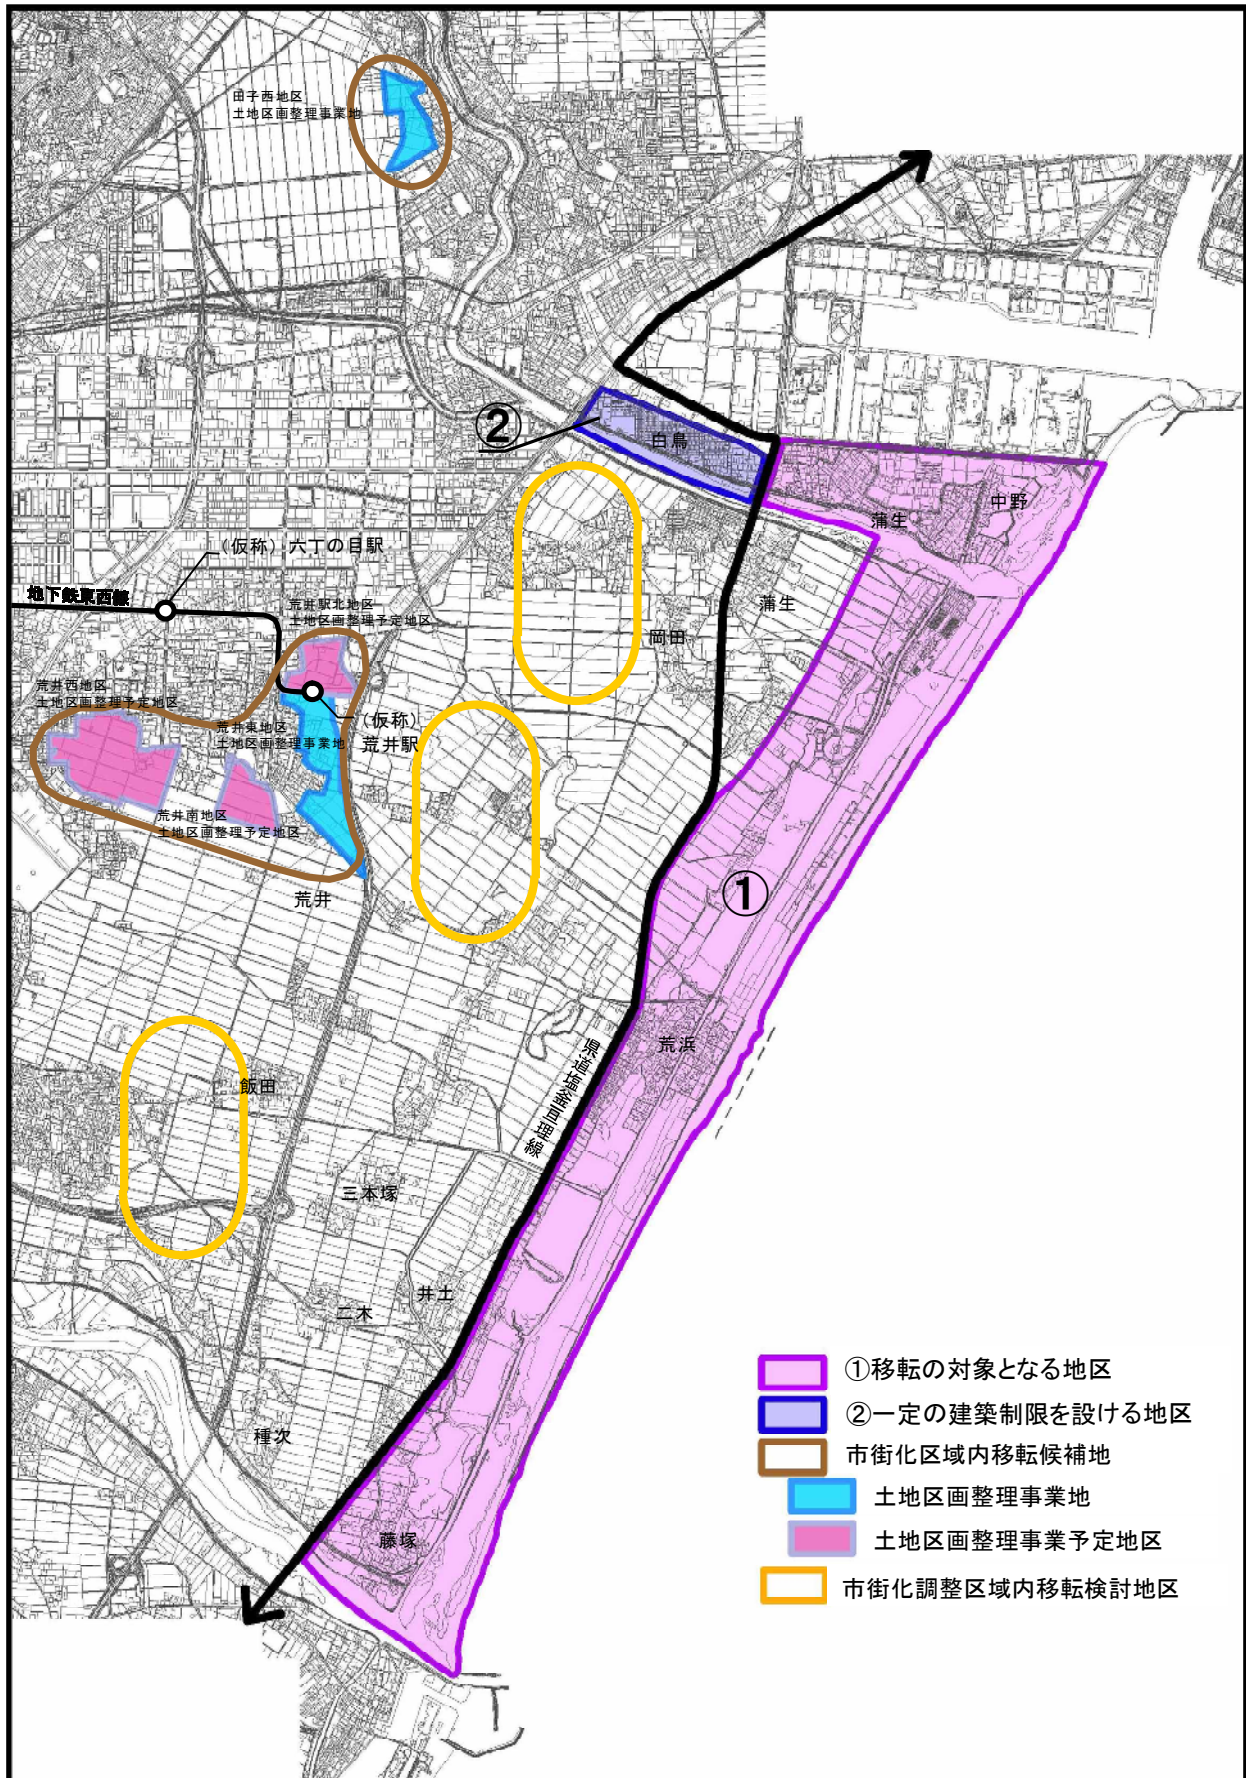 田子西地区
土地区画整理事業地
②
白鳥
中野
蒲生
(仮称) 六丁の目駅
地下鉄東西線
荒井駅北地区
土地区画整理予定地区
蒲生
岡田
荒井西地区
土地区画整理予定地区
荒井東地区
土地区画整理事業地
(仮称)
荒井駅
荒井南地区
土地区画整理予定地区
①
荒井
荒浜
県道塩釜亘理線
飯田
三本塚
井土
二木
種次
藤塚
①移転の対象となる地区
②一定の建築制限を設ける地区
市街化区域内移転候補地
土地区画整理事業地
土地区画整理事業予定地区
市街化調整区域内移転検討地区